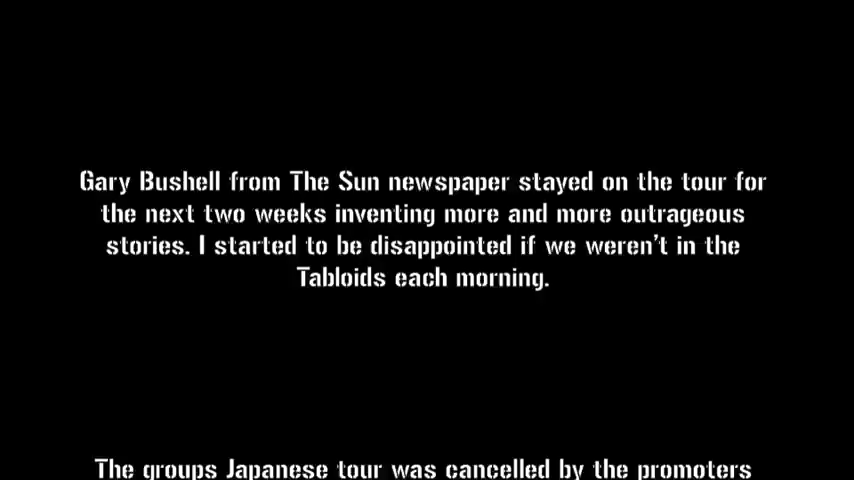 Gary Bushell from The Sun newspaper stayed on the tour for
the next two weeks inventing more and more outrageous
stories. I started to be disappointed if we weren't in the
Tabloids each morning.
The groups Japanese tour was cancelled by the promoters